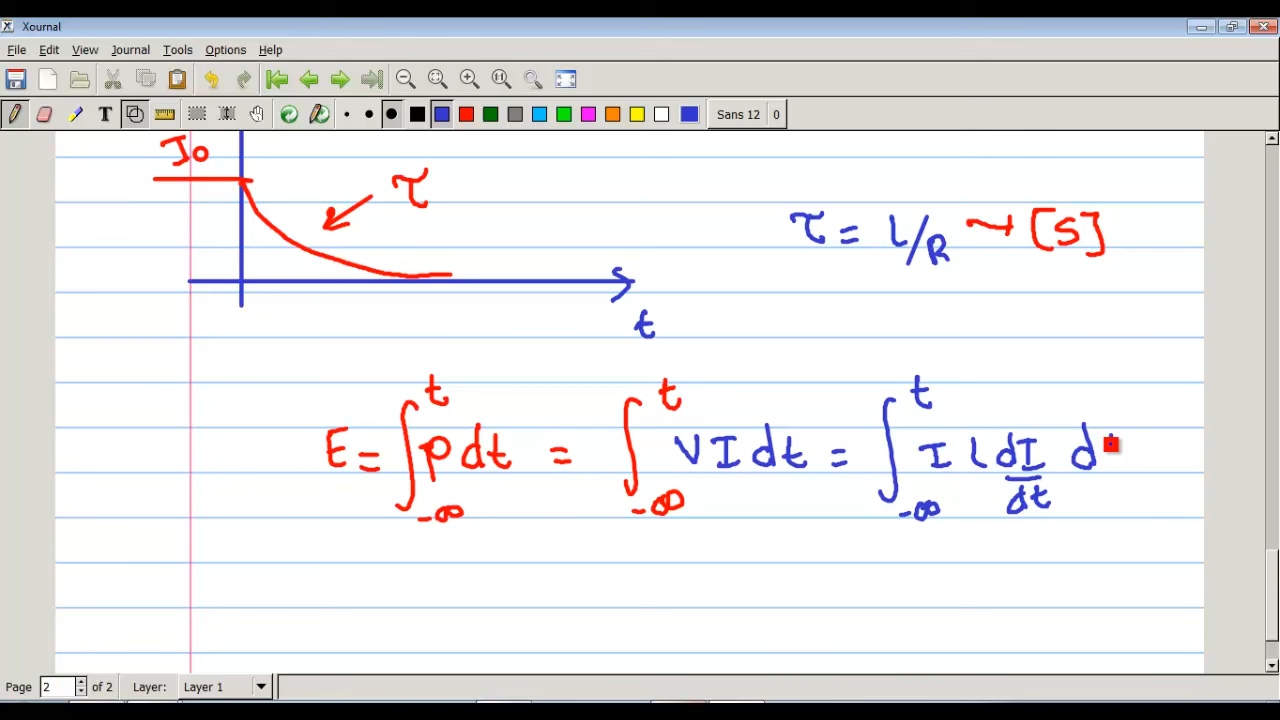 Xournal
File Edit View Journal Tools Options Help
Sans 12 0
I0
τ
τ = L/R → [S]
t
E = ∫_{-∞}^{t} p dt = ∫_{-∞}^{t} V I dt = ∫_{-∞}^{t} I L dI/dt d
Page 2 of 2 Layer: Layer 1